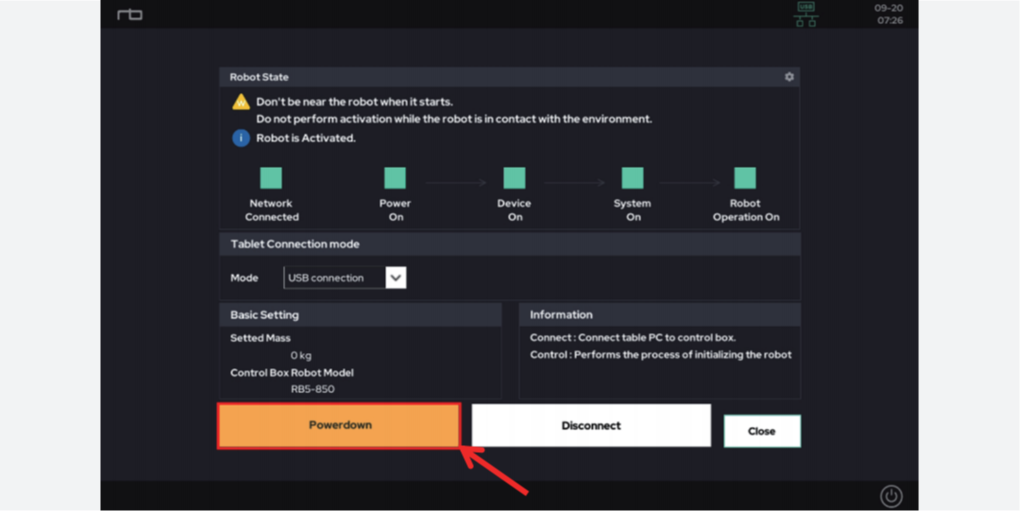 rb
USB
09-20
07:26
Robot State
Don't be near the robot when it starts.
Do not perform activation while the robot is in contact with the environment.
i
Robot is Activated.
Network
Connected
Power
On
Device
On
System
On
Robot
Operation On
Tablet Connection mode
Mode
USB connection
Basic Setting
Information
Setted Mass
0 kg
Control Box Robot Model
RB5-850
Connect : Connect table PC to control box.
Control : Performs the process of initializing the robot
Powerdown
Disconnect
Close